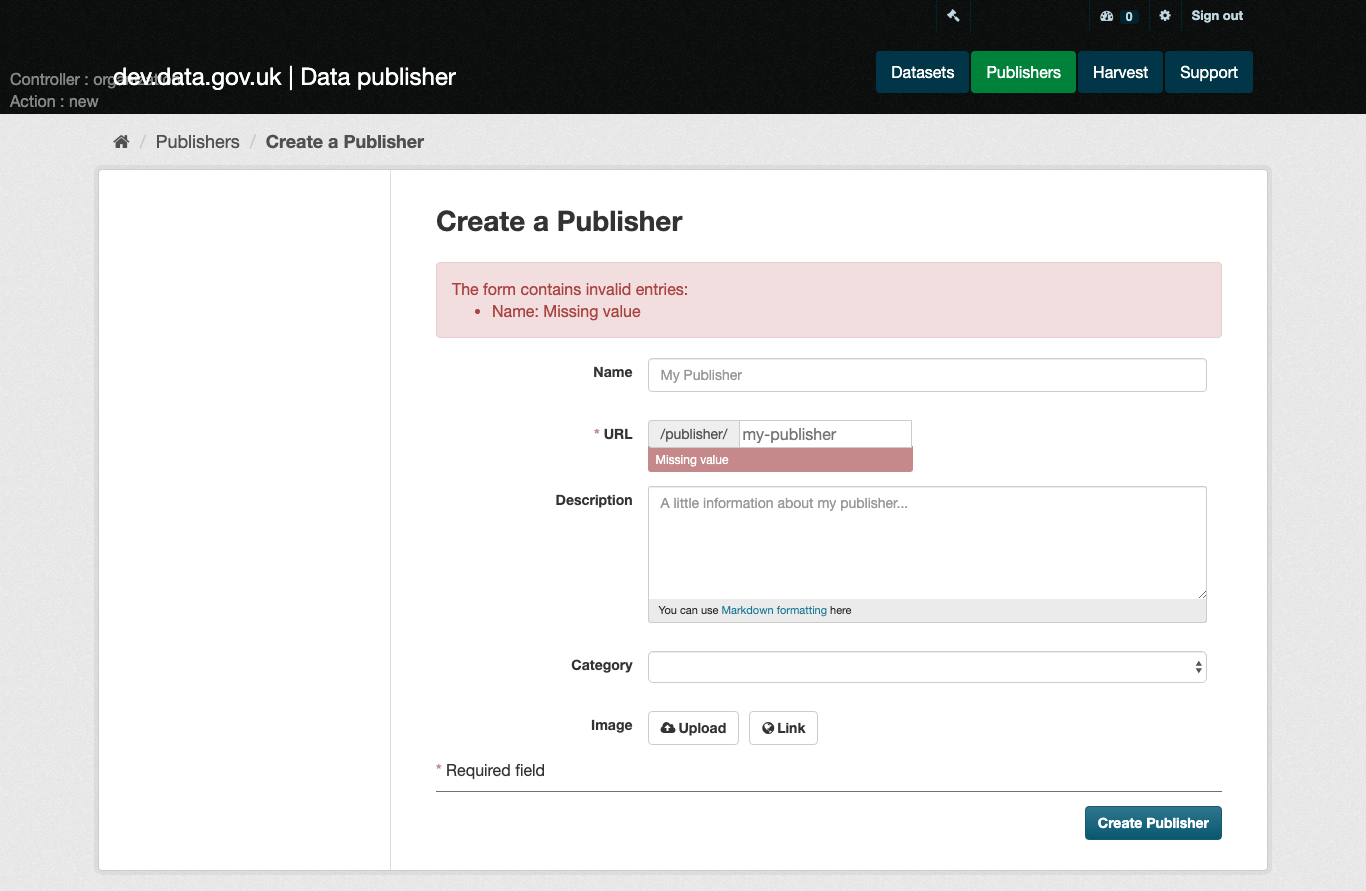 0 Sign out
Controller : organization
dev.data.gov.uk | Data publisher
Datasets Publishers Harvest Support
Action : new
/ Publishers / Create a Publisher
Create a Publisher
The form contains invalid entries:
• Name: Missing value
Name My Publisher
* URL /publisher/ my-publisher
Missing value
Description A little information about my publisher...
You can use Markdown formatting here
Category
Image Upload Link
* Required field
Create Publisher